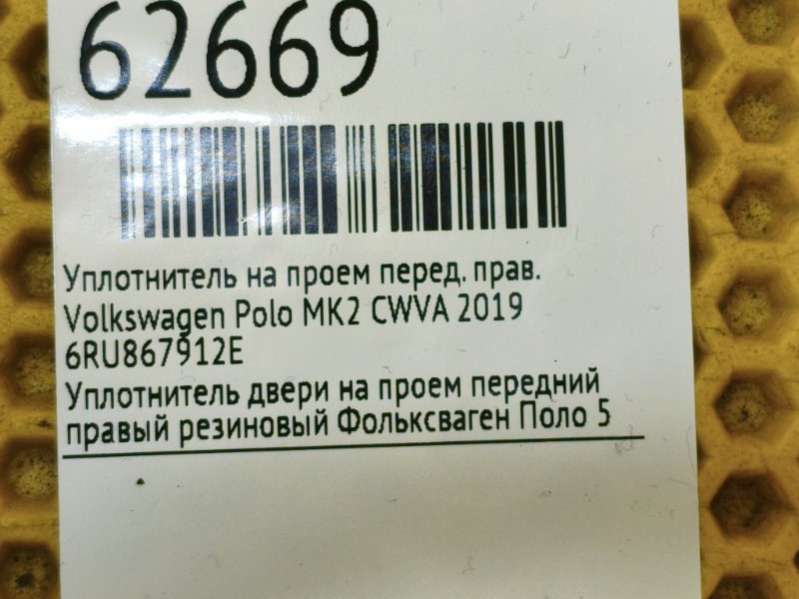 62669
Уплотнитель на проем перед. прав.
Volkswagen Polo MK2 CWVA 2019
6RU867912E
Уплотнитель двери на проем передний
правый резиновый Фольксваген Поло 5